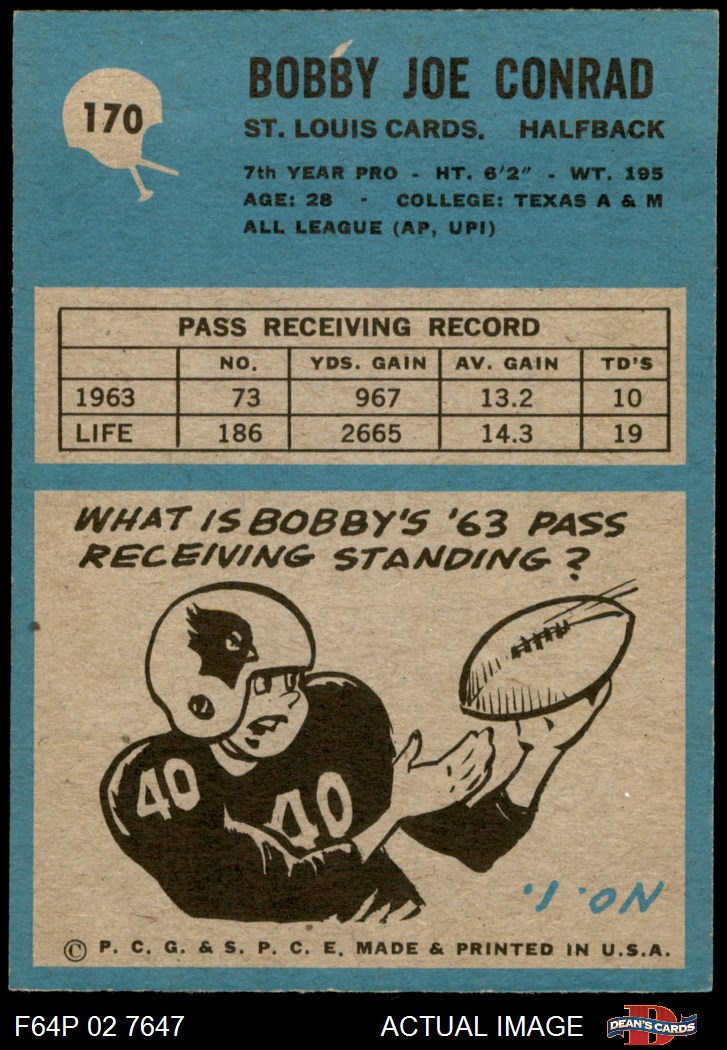 170
BOBBY JOE CONRAD
ST. LOUIS CARDS. HALFBACK
7th YEAR PRO - HT. 6'2" - WT. 195
AGE: 28 - COLLEGE: TEXAS A & M
ALL LEAGUE (AP, UPI)
PASS RECEIVING RECORD
NO. YDS. GAIN AV. GAIN TD'S
1963 73 967 13.2 10
LIFE 186 2665 14.3 19
WHAT IS BOBBY'S '63 PASS
RECEIVING STANDING?
40 40
NO. 1.
© P. C. G. & S. P. C. E. MADE & PRINTED IN U.S.A.
F64P 02 7647 ACTUAL IMAGE DEAN'S CARDS